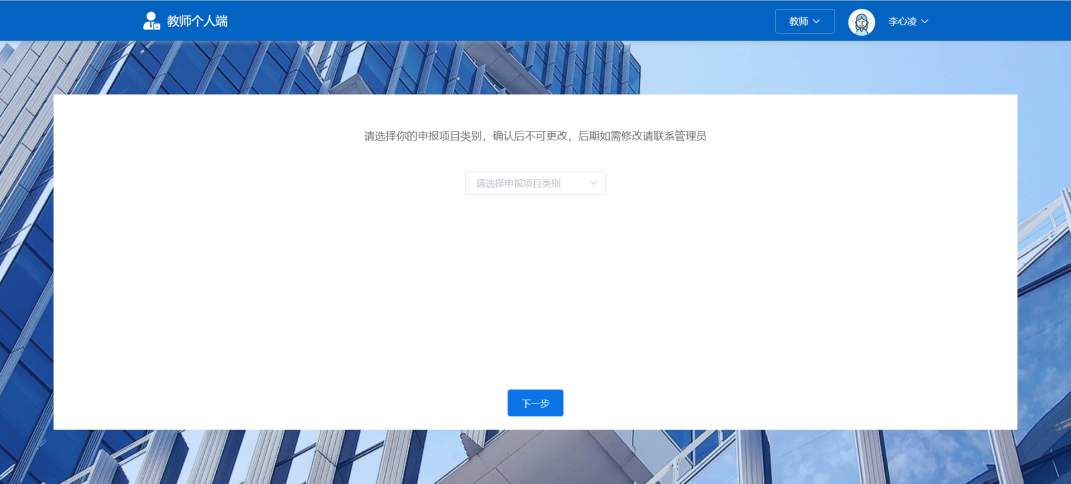 教师个人端
教师
李心凌
请选择你的申报项目类别，确认后不可更改，后期如需修改请联系管理员
请选择申报项目类别
下一步